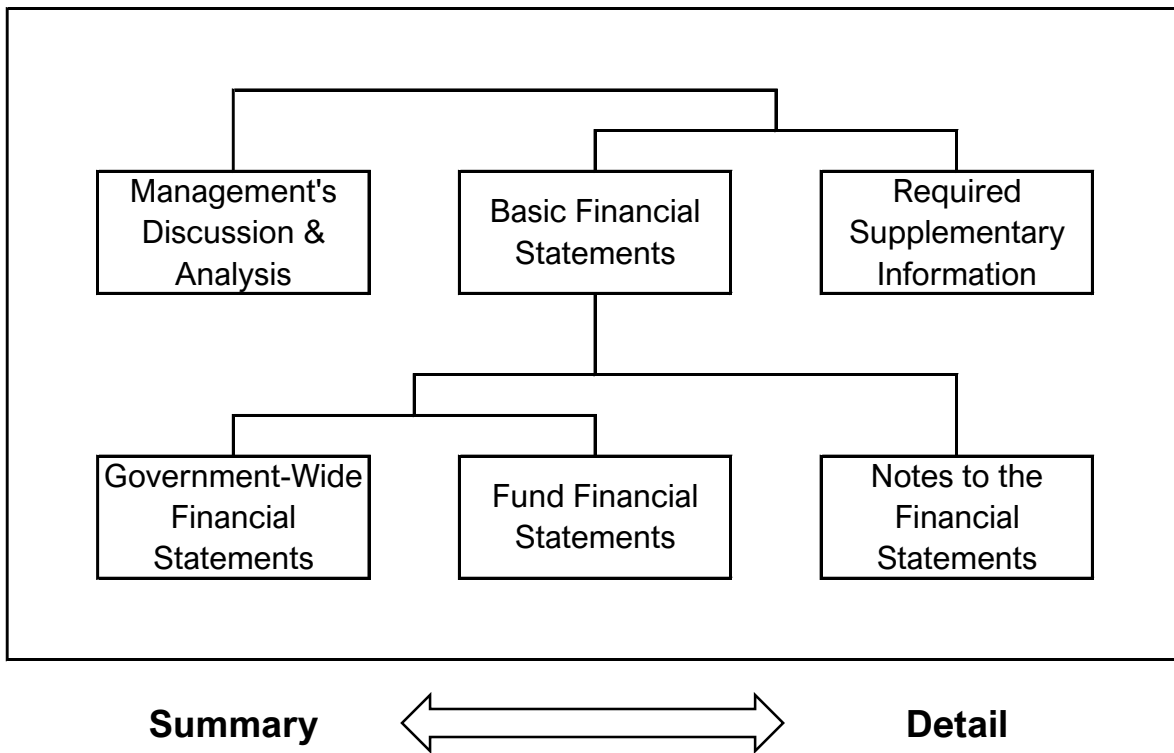 Management's
Discussion &
Analysis
Basic Financial
Statements
Required
Supplementary
Information
Government-Wide
Financial
Statements
Fund Financial
Statements
Notes to the
Financial
Statements
Summary
Detail